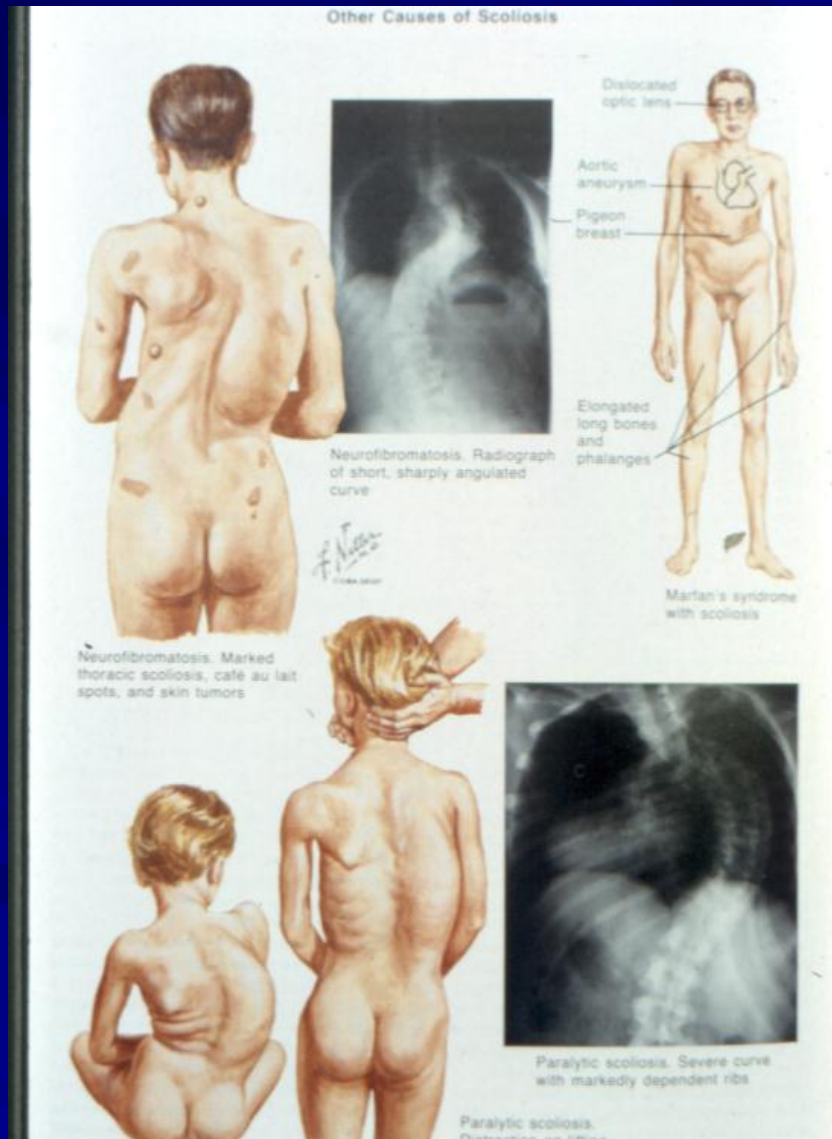 Other Causes of Scoliosis
Dislocated
optic lens
Aortic
aneurysm
Pigeon
breast
Elongated
long bones
and
phalanges
Neurofibromatosis. Radiograph
of short, sharply angulated
curve
Marfan's syndrome
with scoliosis
Neurofibromatosis. Marked
thoracic scoliosis, café au lait
spots, and skin tumors
Paralytic scoliosis. Severe curve
with markedly dependent ribs
Paralytic scoliosis.